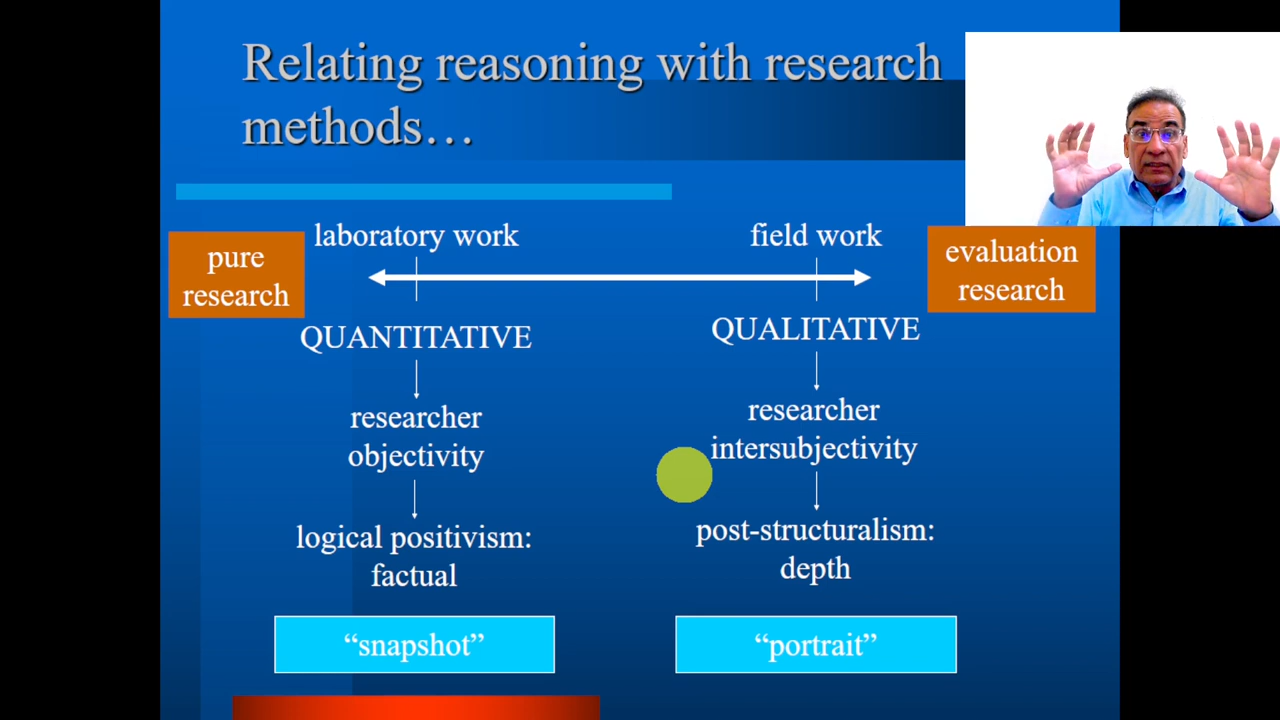 Relating reasoning with research
methods…
laboratory work
field work
pure
research
evaluation
research
QUANTITATIVE
QUALITATIVE
researcher
objectivity
researcher
intersubjectivity
logical positivism:
factual
post-structuralism:
depth
“snapshot”
“portrait”